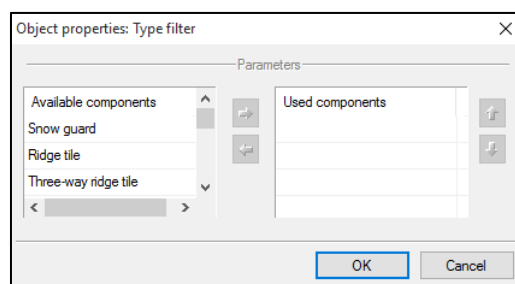 Object properties: Type filter
Parameters
Available components
Used components
Snow guard
Ridge tile
Three-way ridge tile
OK
Cancel